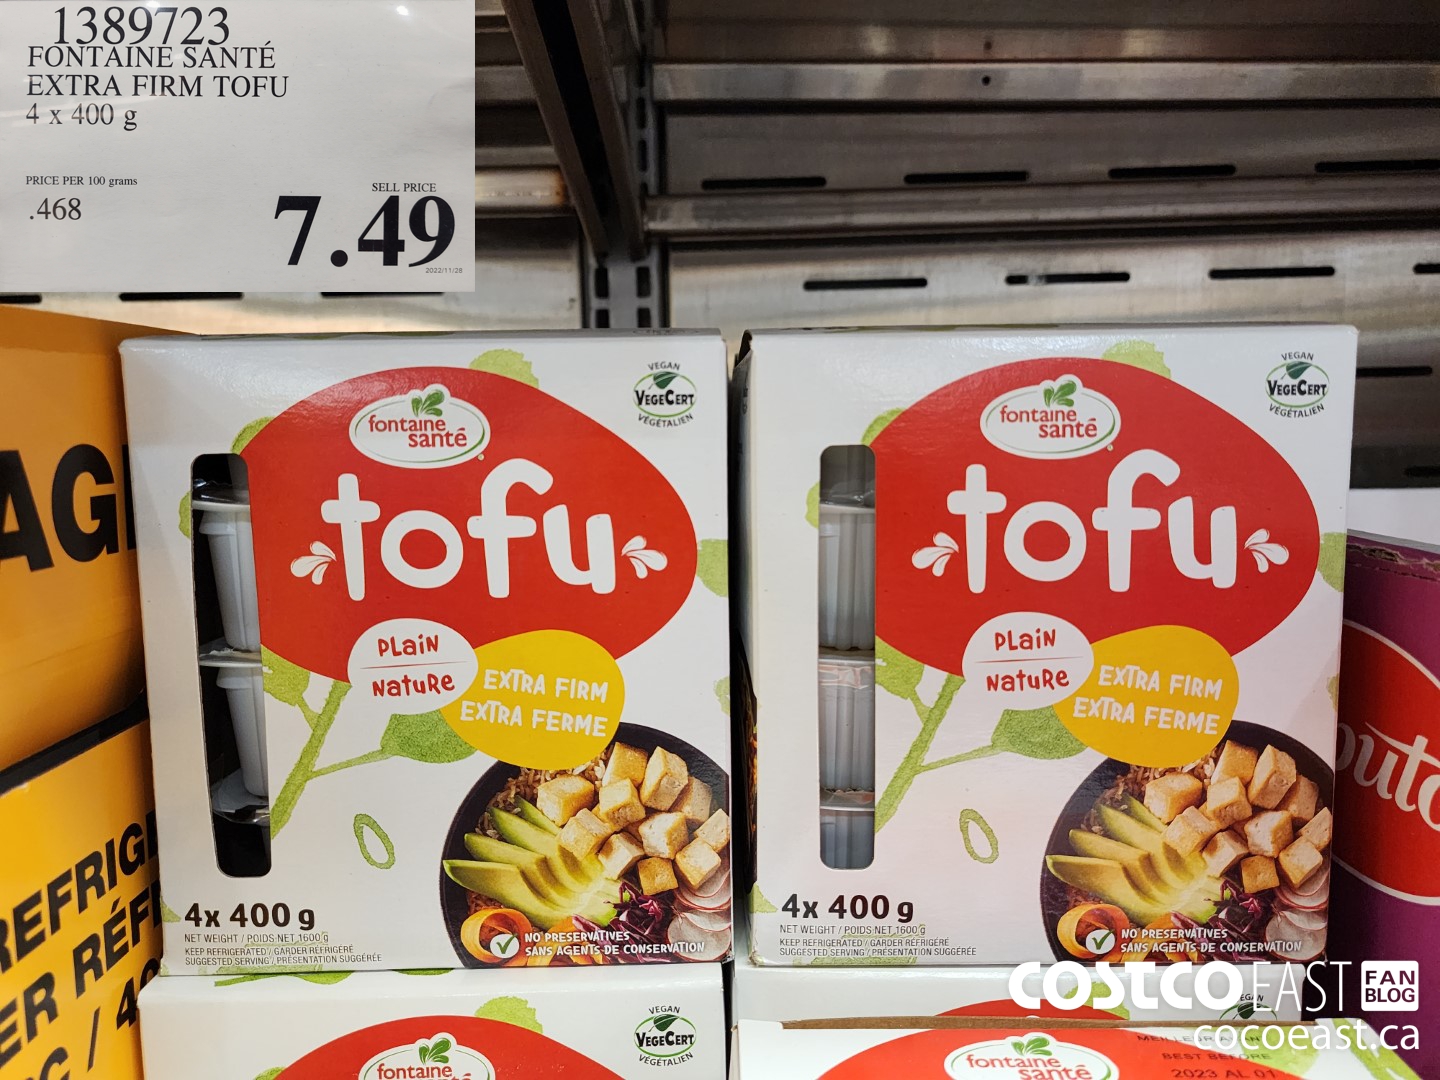 1389723
FONTAINE SANTÉ
EXTRA FIRM TOFU
4 x 400 g
PRICE PER 100 grams
.468
SELL PRICE
7.49
2022/11/28
fontaine
santé
tofu
PLaiN
NatuRe
EXTRA FIRM
EXTRA FERME
VEGAN
VEGECERT
VÉGÉTALIEN
4x 400 g
NET WEIGHT / POIDS NET 1600 g
KEEP REFRIGERATED / GARDER RÉFRIGÉRÉ
SUGGESTED SERVING / PRÉSENTATION SUGGÉRÉE
NO PRESERVATIVES
SANS AGENTS DE CONSERVATION
fontaine
santé
tofu
PLaiN
NatuRe
EXTRA FIRM
EXTRA FERME
VEGAN
VEGECERT
VÉGÉTALIEN
4x 400 g
NET WEIGHT / POIDS NET 1600 g
KEEP REFRIGERATED / GARDER RÉFRIGÉRÉ
SUGGESTED SERVING / PRÉSENTATION SUGGÉRÉE
NO PRESERVATIVES
SANS AGENTS DE CONSERVATION
VEGAN
VEGECERT
VÉGÉTALIEN
fontaine
santé
fontaine
santé
BEST BEFORE
2023 AL 01
COSTCO EAST FAN BLOG
cocoeast.ca